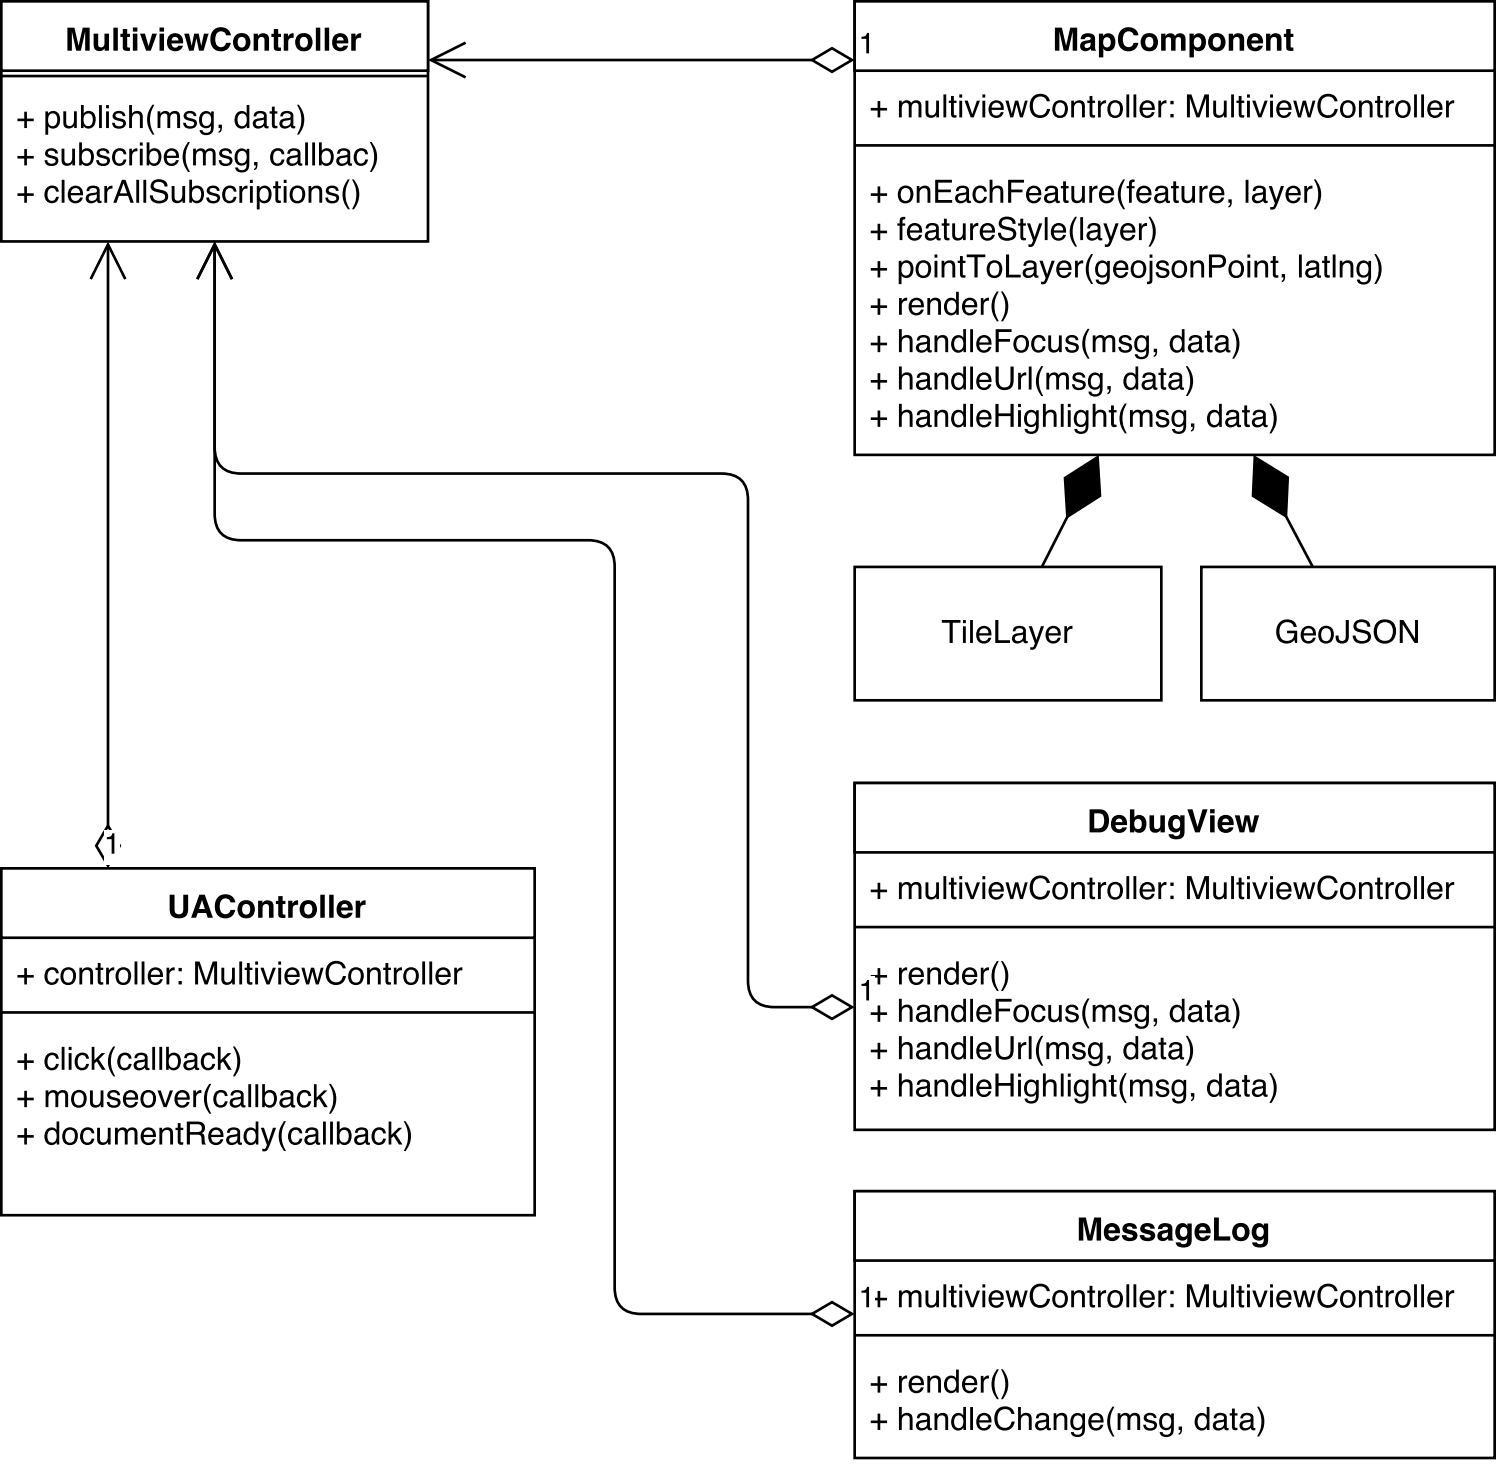 MultiviewController
+ publish(msg, data)
+ subscribe(msg, callbac)
+ clearAllSubscriptions()
1
MapComponent
+ multiviewController: MultiviewController
+ onEachFeature(feature, layer)
+ featureStyle(layer)
+ pointToLayer(geojsonPoint, latlng)
+ render()
+ handleFocus(msg, data)
+ handleUrl(msg, data)
+ handleHighlight(msg, data)
TileLayer
GeoJSON
1
UAController
+ controller: MultiviewController
+ click(callback)
+ mouseover(callback)
+ documentReady(callback)
DebugView
+ multiviewController: MultiviewController
1
+ render()
+ handleFocus(msg, data)
+ handleUrl(msg, data)
+ handleHighlight(msg, data)
MessageLog
1
+ multiviewController: MultiviewController
+ render()
+ handleChange(msg, data)